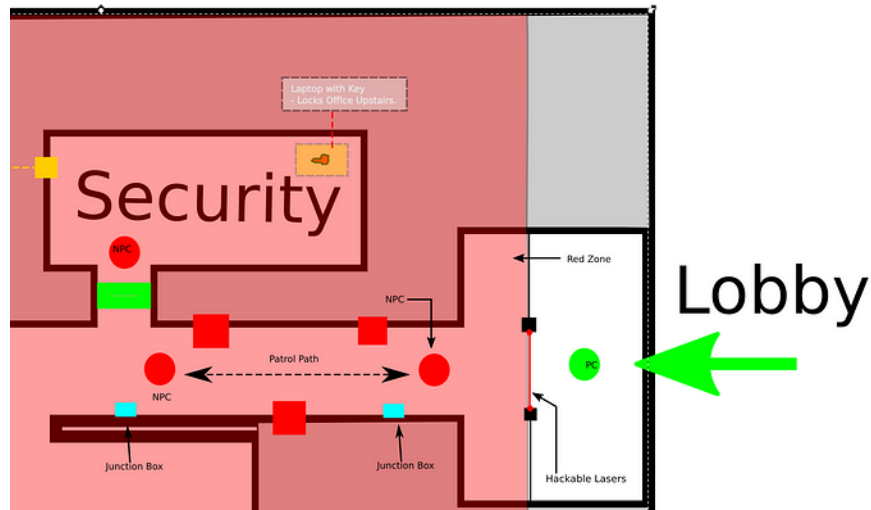 Laptop with Key
- Locks Office Upstairs.
Security
NPC
Red Zone
Lobby
NPC
Patrol Path
PC
NPC
Junction Box
Junction Box
Hackable Lasers